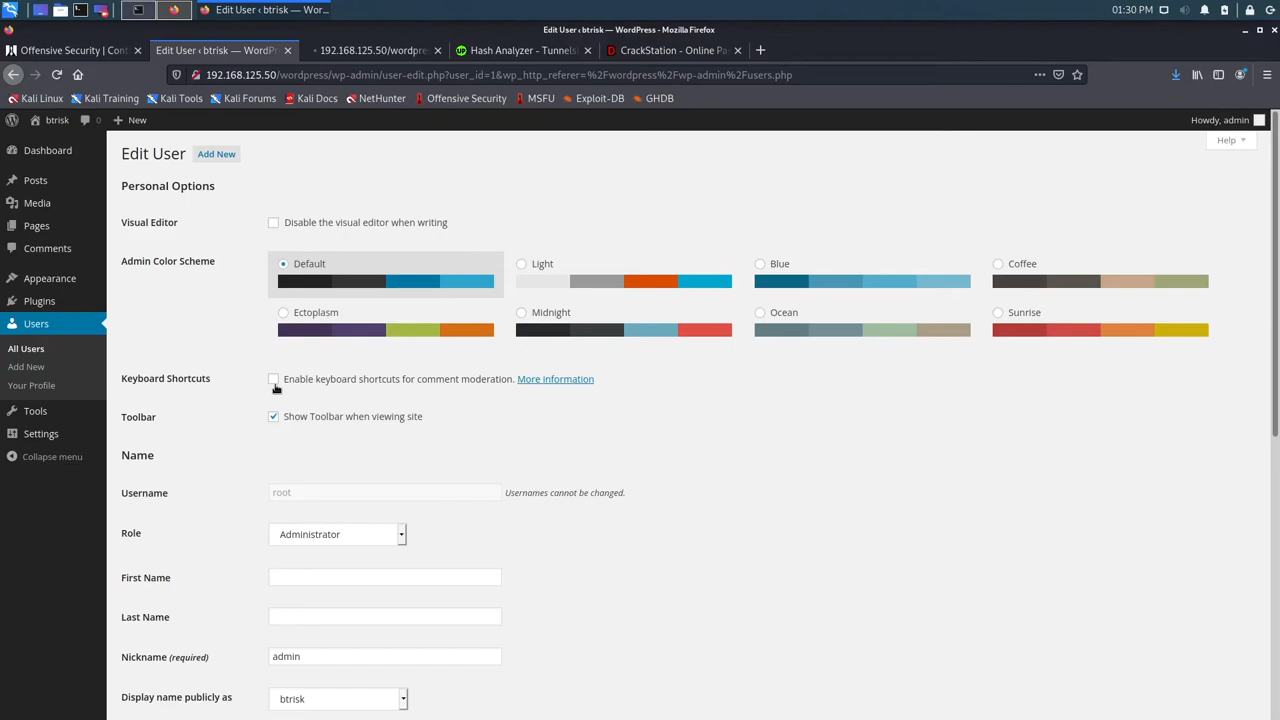 Edit User ‹ btrisk — Wor...
01:30 PM
Edit User ‹ btrisk — WordPress - Mozilla Firefox
Offensive Security | Cont
Edit User ‹ btrisk — WordPr
192.168.125.50/wordpres
Hash Analyzer - Tunnels
CrackStation - Online Pa
192.168.125.50/wordpress/wp-admin/user-edit.php?user_id=1&wp_http_referer=%2Fwordpress%2Fwp-admin%2Fusers.php
Kali Linux
Kali Training
Kali Tools
Kali Forums
Kali Docs
NetHunter
Offensive Security
MSFU
Exploit-DB
GHDB
btrisk
0
New
Howdy, admin
Dashboard
Posts
Media
Pages
Comments
Appearance
Plugins
Users
All Users
Add New
Your Profile
Tools
Settings
Collapse menu
Edit User
Add New
Help
Personal Options
Visual Editor
Disable the visual editor when writing
Admin Color Scheme
Default
Light
Blue
Coffee
Ectoplasm
Midnight
Ocean
Sunrise
Keyboard Shortcuts
Enable keyboard shortcuts for comment moderation. More information
Toolbar
Show Toolbar when viewing site
Name
Username
root
Usernames cannot be changed.
Role
Administrator
First Name
Last Name
Nickname (required)
admin
Display name publicly as
btrisk